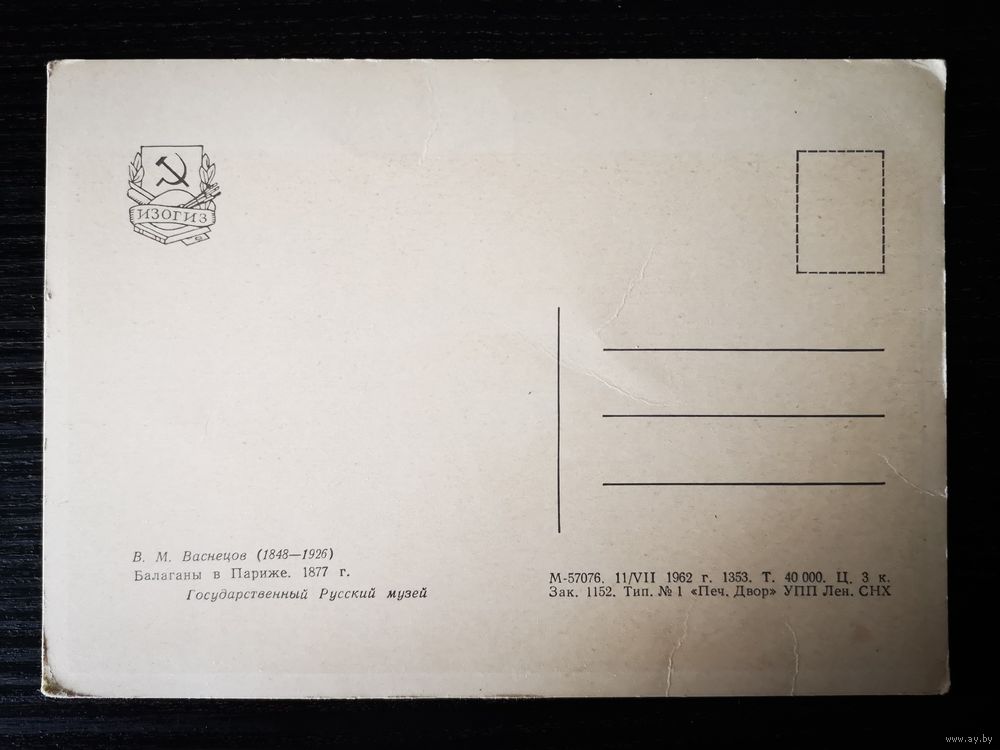 ИЗОГИЗ
В. М. Васнецов (1848—1926)
Балаганы в Париже. 1877 г.
Государственный Русский музей
М-57076. 11/VII 1962 г. 1353. Т. 40 000. Ц. 3 к.
Зак. 1152. Тип. № 1 «Печ. Двор» УПП Лен. СНХ
www.ay.by